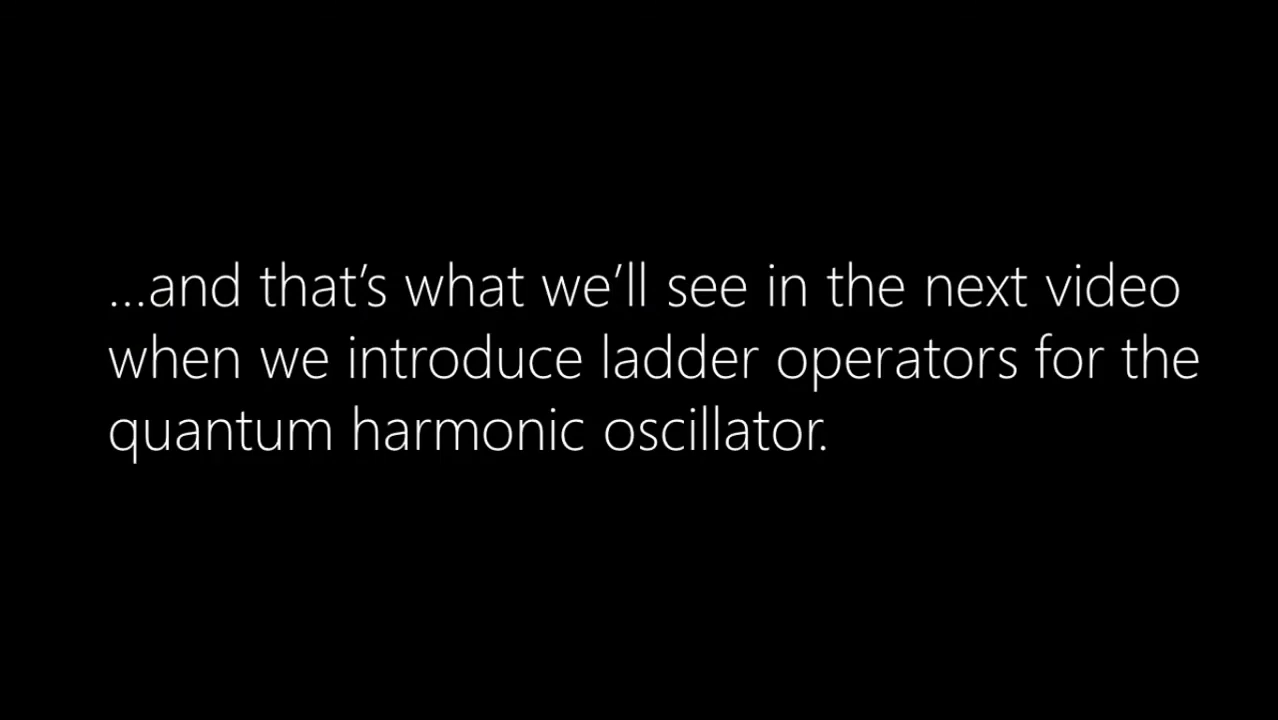 …and that’s what we’ll see in the next video
when we introduce ladder operators for the
quantum harmonic oscillator.